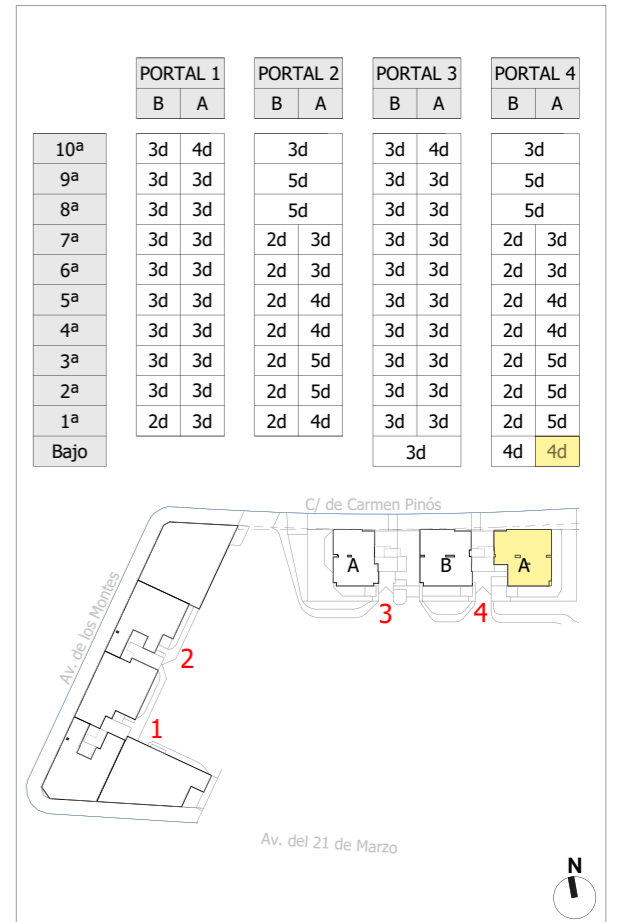 PORTAL 1 PORTAL 2 PORTAL 3 PORTAL 4
B A B A B A B A
10ª 3d 4d 3d 3d 4d 3d
9ª 3d 3d 5d 3d 3d 5d
8ª 3d 3d 5d 3d 3d 5d
7ª 3d 3d 2d 3d 3d 3d 2d 3d
6ª 3d 3d 2d 3d 3d 3d 2d 3d
5ª 3d 3d 2d 4d 3d 3d 2d 4d
4ª 3d 3d 2d 4d 3d 3d 2d 4d
3ª 3d 3d 2d 5d 3d 3d 2d 5d
2ª 3d 3d 2d 5d 3d 3d 2d 5d
1ª 2d 3d 2d 4d 3d 3d 2d 5d
Bajo 3d 4d 4d
C/ de Carmen Pinós
A B A
3 4
Av. de los Montes
2
1
Av. del 21 de Marzo
N